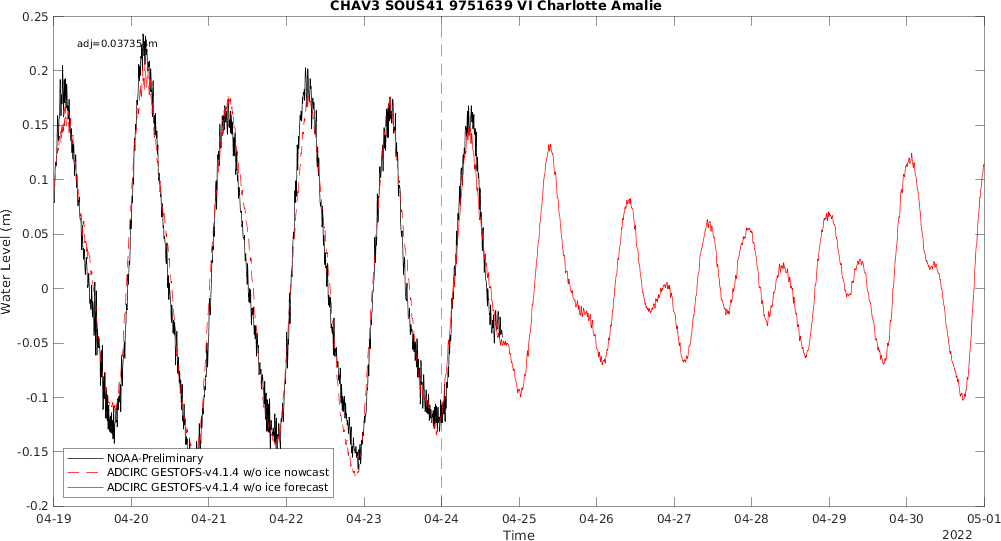 CHAV3 SOUS41 9751639 VI Charlotte Amalie
adj=0.03735m
0.25
0.2
0.15
0.1
0.05
0
-0.05
-0.1
-0.15
-0.2
Water Level (m)
NOAA-Preliminary
ADCIRC GESTOFS-v4.1.4 w/o ice nowcast
ADCIRC GESTOFS-v4.1.4 w/o ice forecast
04-19 04-20 04-21 04-22 04-23 04-24 04-25 04-26 04-27 04-28 04-29 04-30 05-01
Time
2022